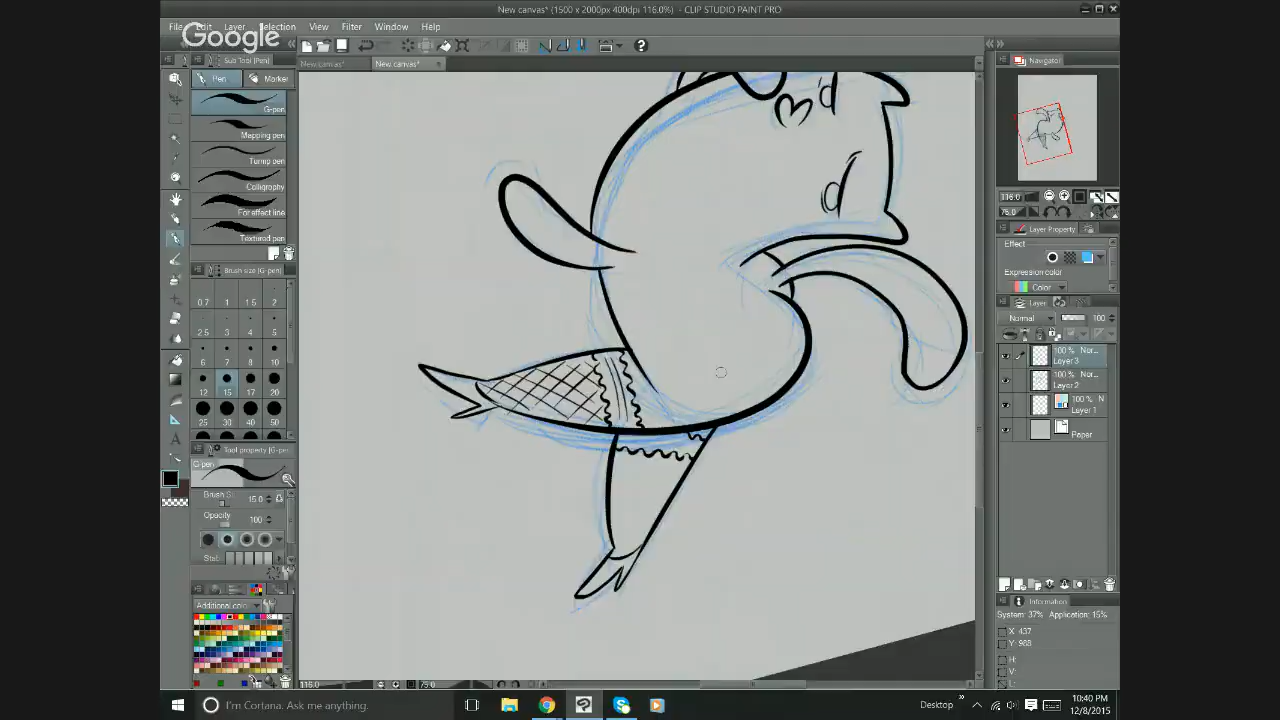 New canvas* (1500 x 2000px 400dpi 116.0%) - CLIP STUDIO PAINT PRO
File Edit Layer Selection View Filter Window Help
Google
Sub Tool [Pen]
New canvas* New canvas*
Navigator
Pen Marker
G-pen
Mapping pen
Turnip pen
Calligraphy
For effect line
Textured pen
116.0
75.0
Layer Property
Effect
Expression color
Color
Brush size [G-pen]
0.7 1 1.5 2
2.5 3 4 5
6 7 8 10
12 15 17 20
25 30 40 50
Layer
Normal 100
100 % Nor...
Layer 3
100 % Nor...
Layer 2
100 % N
Layer 1
Paper
Tool property [G-pen]
G-pen
Brush S 15.0
Opacity 100
Stab
Additional colo
Information
System: 37% Application: 15%
X: 437
Y: 988
H:
V:
L:
116.0 75.0
I'm Cortana. Ask me anything.
Desktop
10:40 PM
12/8/2015